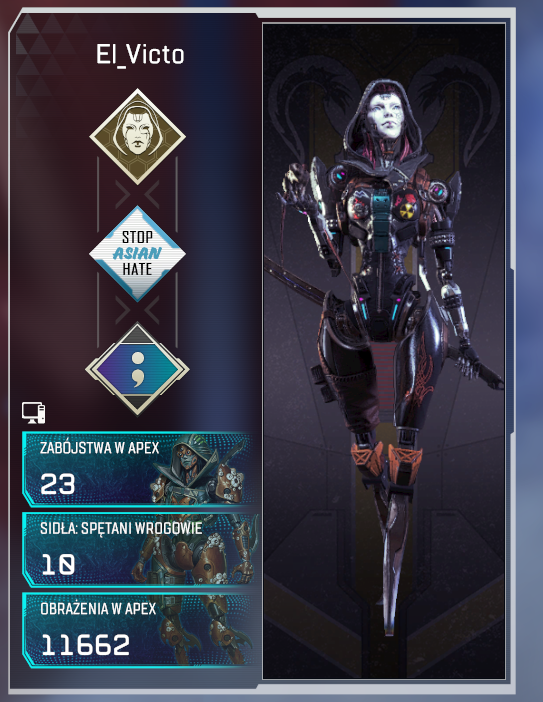 El_Victo
STOP
ASIAN
HATE
;
ZABÓJSTWA W APEX
23
SIDŁA: SPĘTANI WROGOWIE
10
OBRAŻENIA W APEX
11662